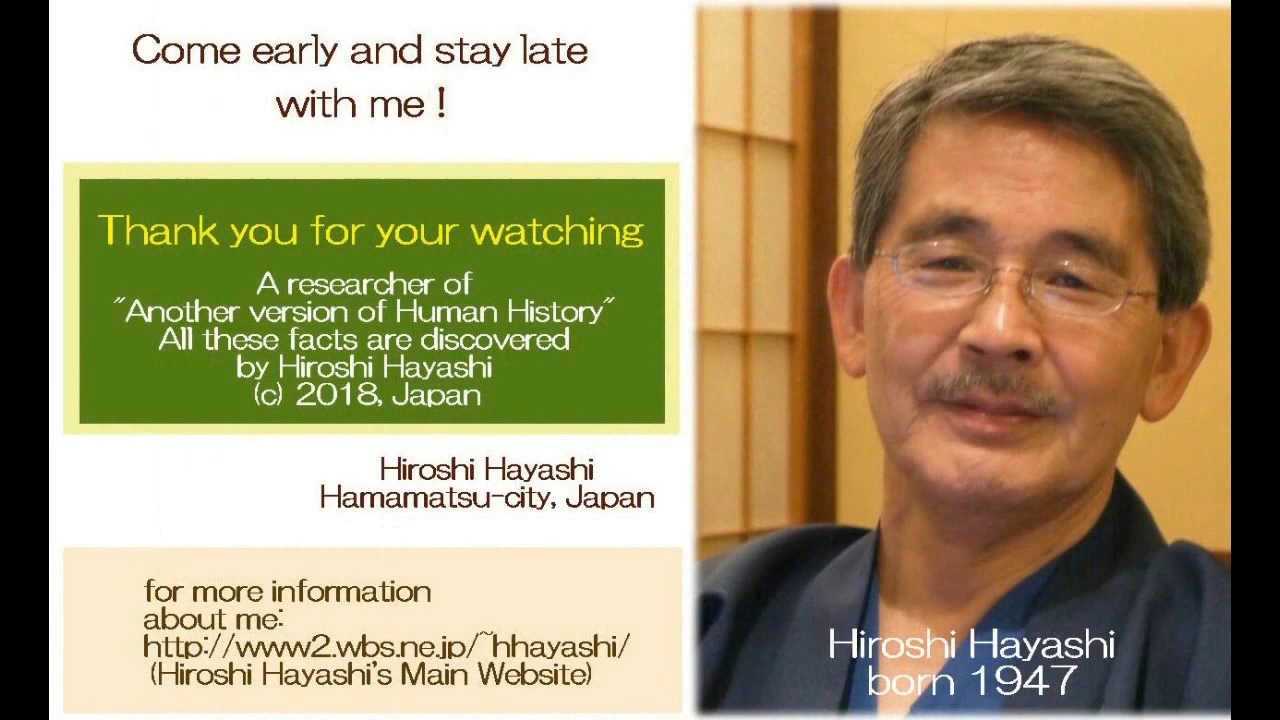 Come early and stay late
with me !
Thank you for your watching
A researcher of
"Another version of Human History"
All these facts are discovered
by Hiroshi Hayashi
(c) 2018, Japan
Hiroshi Hayashi
Hamamatsu-city, Japan
for more information
about me:
http://www2.wbs.ne.jp/~hhayashi/
(Hiroshi Hayashi's Main Website)
Hiroshi Hayashi
born 1947